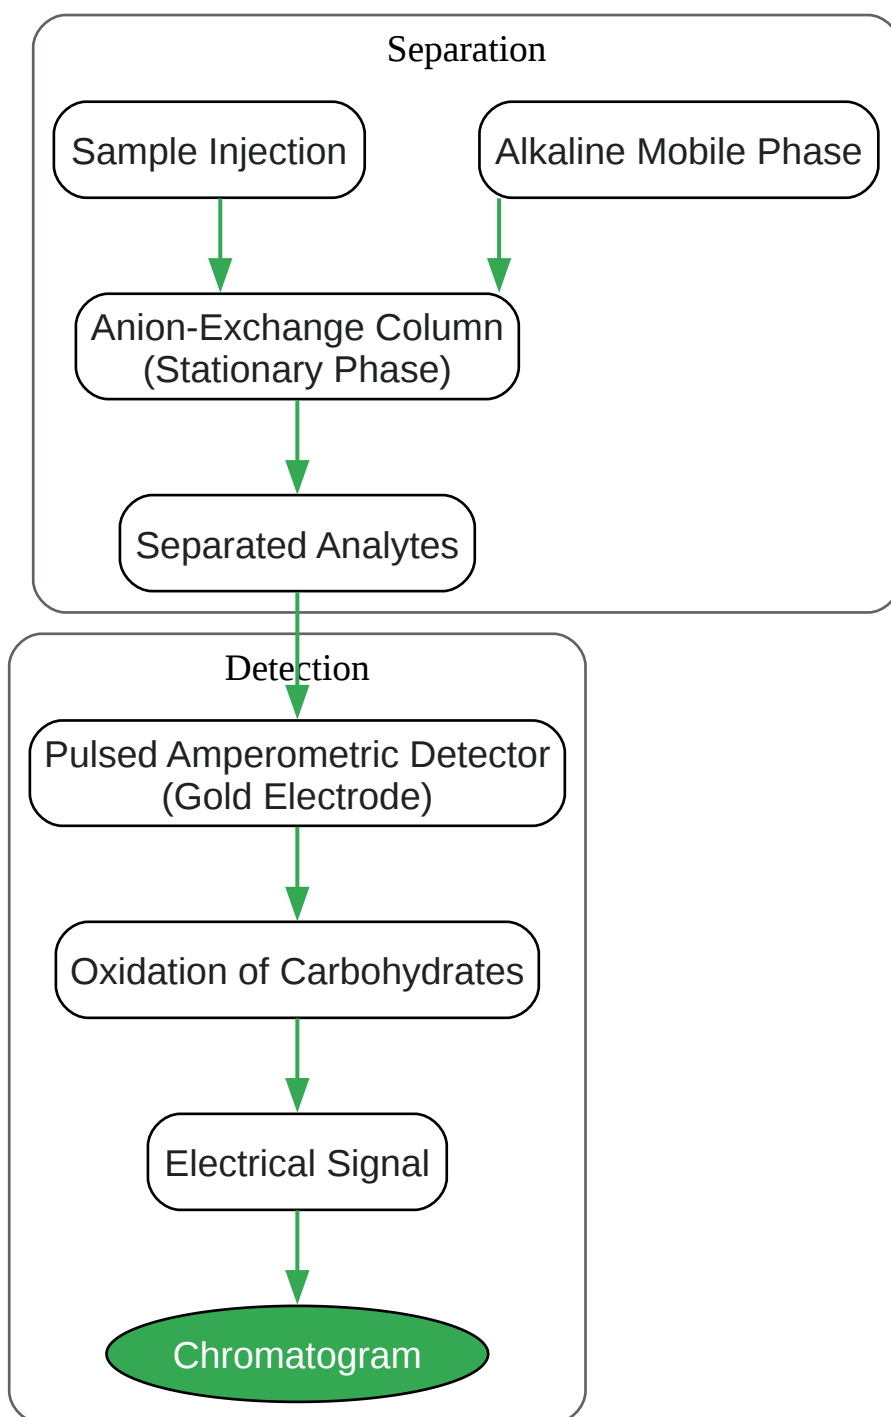 Separation
Sample Injection
Alkaline Mobile Phase
Anion-Exchange Column
(Stationary Phase)
Separated Analytes
Detection
Pulsed Amperometric Detector
(Gold Electrode)
Oxidation of Carbohydrates
Electrical Signal
Chromatogram